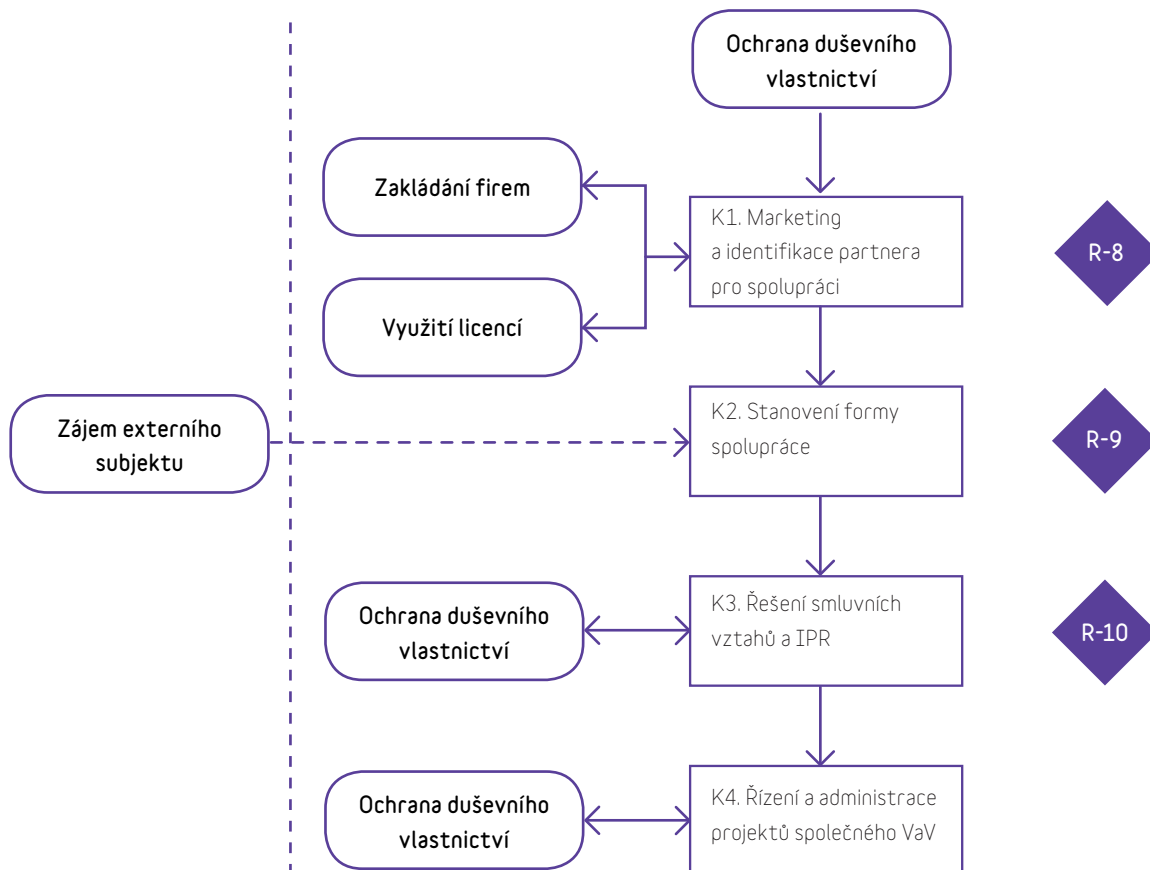 Ochrana duševního
vlastnictví
Zakládání firem
K1. Marketing
a identifikace partnera
pro spolupráci
R-8
Využití licencí
Zájem externího
subjektu
K2. Stanovení formy
spolupráce
R-9
Ochrana duševního
vlastnictví
K3. Řešení smluvních
vztahů a IPR
R-10
Ochrana duševního
vlastnictví
K4. Řízení a administrace
projektů společného VaV